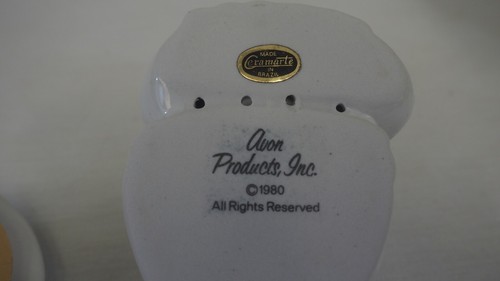 MADE
Ceramarte
IN
BRAZIL
Avon
Products, Inc.
©1980
All Rights Reserved